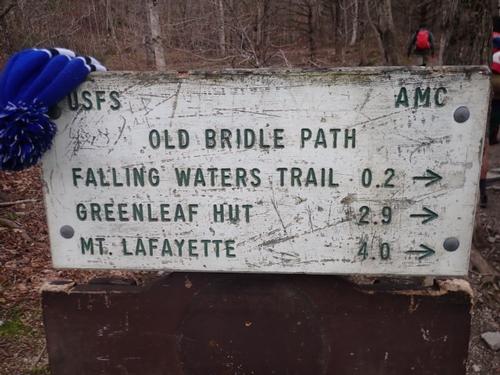 USFS AMC
OLD BRIDLE PATH
FALLING WATERS TRAIL 0.2 →
GREENLEAF HUT 2.9 →
MT. LAFAYETTE 4.0 →